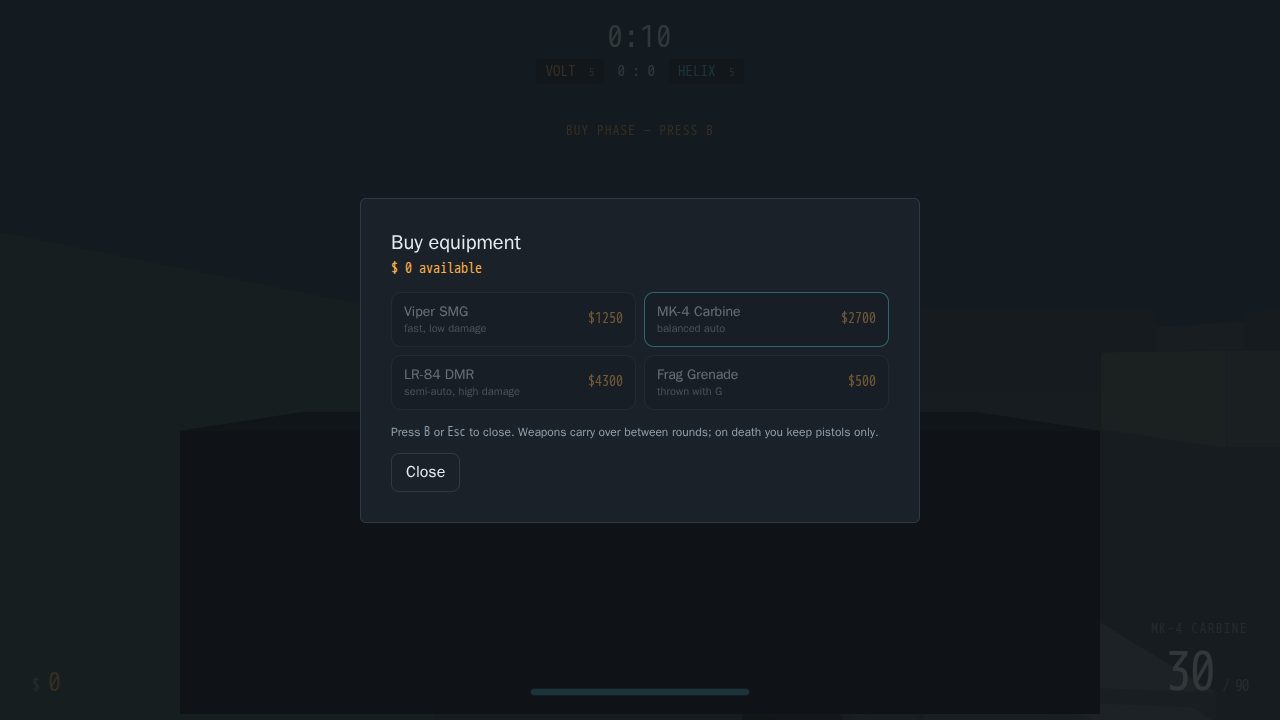 0:10
VOLT 5 0 : 0 HELIX 5
BUY PHASE — PRESS B
Buy equipment
$ 0 available
Viper SMG
fast, low damage
$1250
MK-4 Carbine
balanced auto
$2700
LR-84 DMR
semi-auto, high damage
$4300
Frag Grenade
thrown with G
$500
Press B or Esc to close. Weapons carry over between rounds; on death you keep pistols only.
Close
MK-4 CARBINE
30 / 90
$ 0